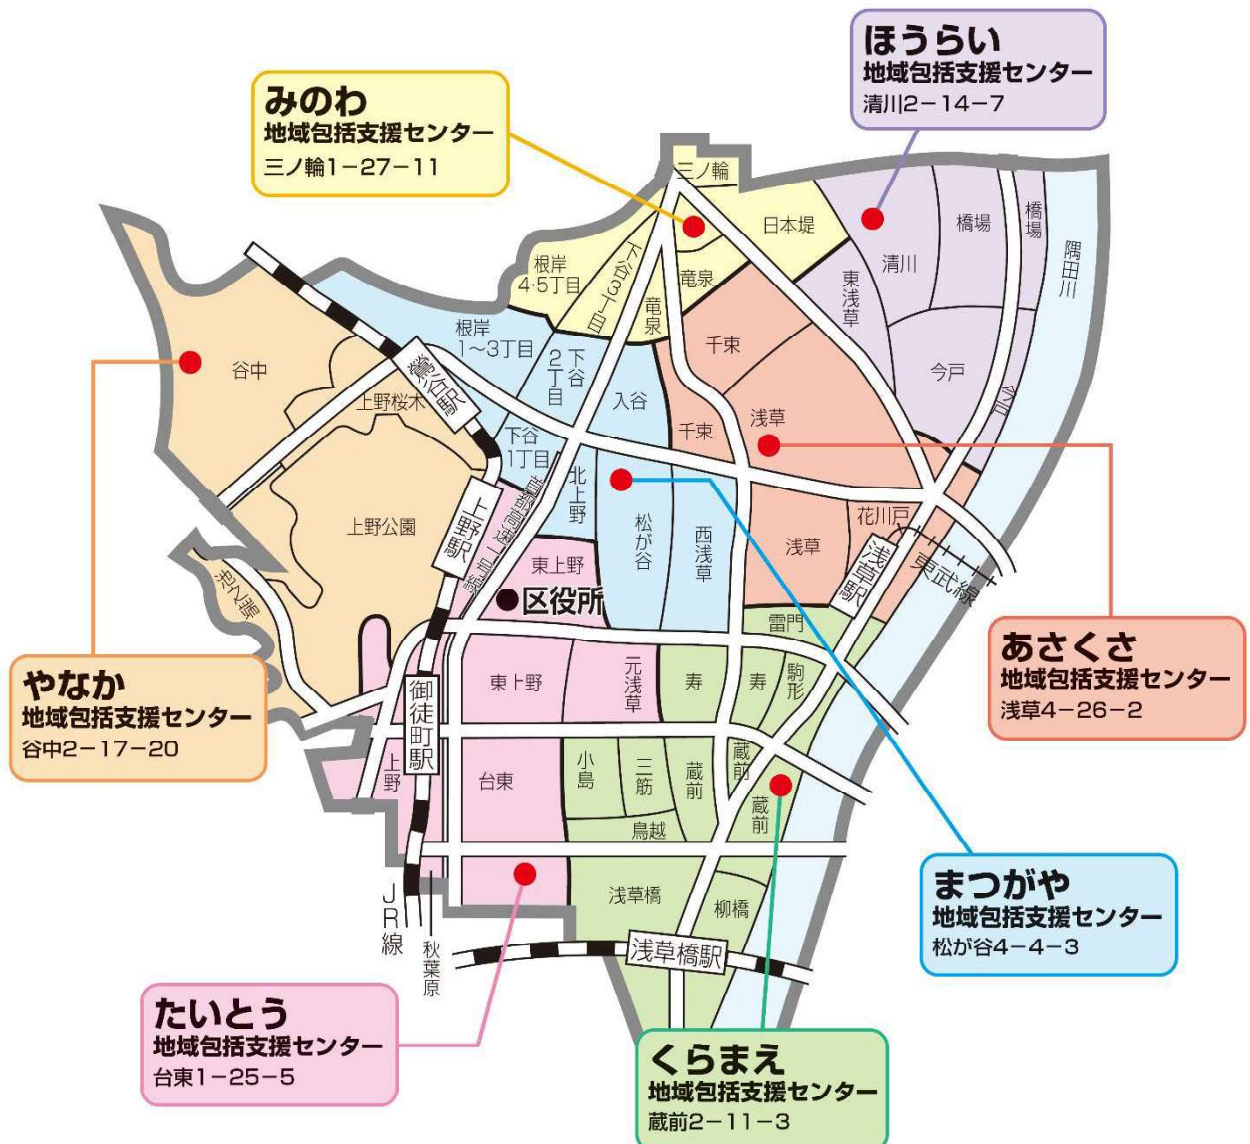 ほうらい
地域包括支援センター
清川2−14−7
みのわ
地域包括支援センター
三ノ輪1−27−11
三ノ輪
日本堤
橋場
橋場
隅田川
清川
東浅草
今戸
今戸
根岸
4·5丁目
下谷3丁目
竜泉
竜泉
根岸
1〜3丁目
下谷
2丁目
入谷
千束
千束
浅草
谷中
上野桜木
鶯谷駅
下谷
1丁目
北上野
松が谷
西浅草
浅草
花川戸
浅草駅
東武線
上野公園
上野駅
首都高速1号線
池之端
東上野
区役所
雷門
やなか
地域包括支援センター
谷中2−17−20
あさくさ
地域包括支援センター
浅草4−26−2
東上野
元浅草
寿
寿
駒形
御徒町駅
上野
台東
小島
三筋
蔵前
蔵前
蔵前
鳥越
浅草橋
柳橋
まつがや
地域包括支援センター
松が谷4−4−3
JR線
秋葉原
浅草橋駅
たいとう
地域包括支援センター
台東1−25−5
くらまえ
地域包括支援センター
蔵前2−11−3